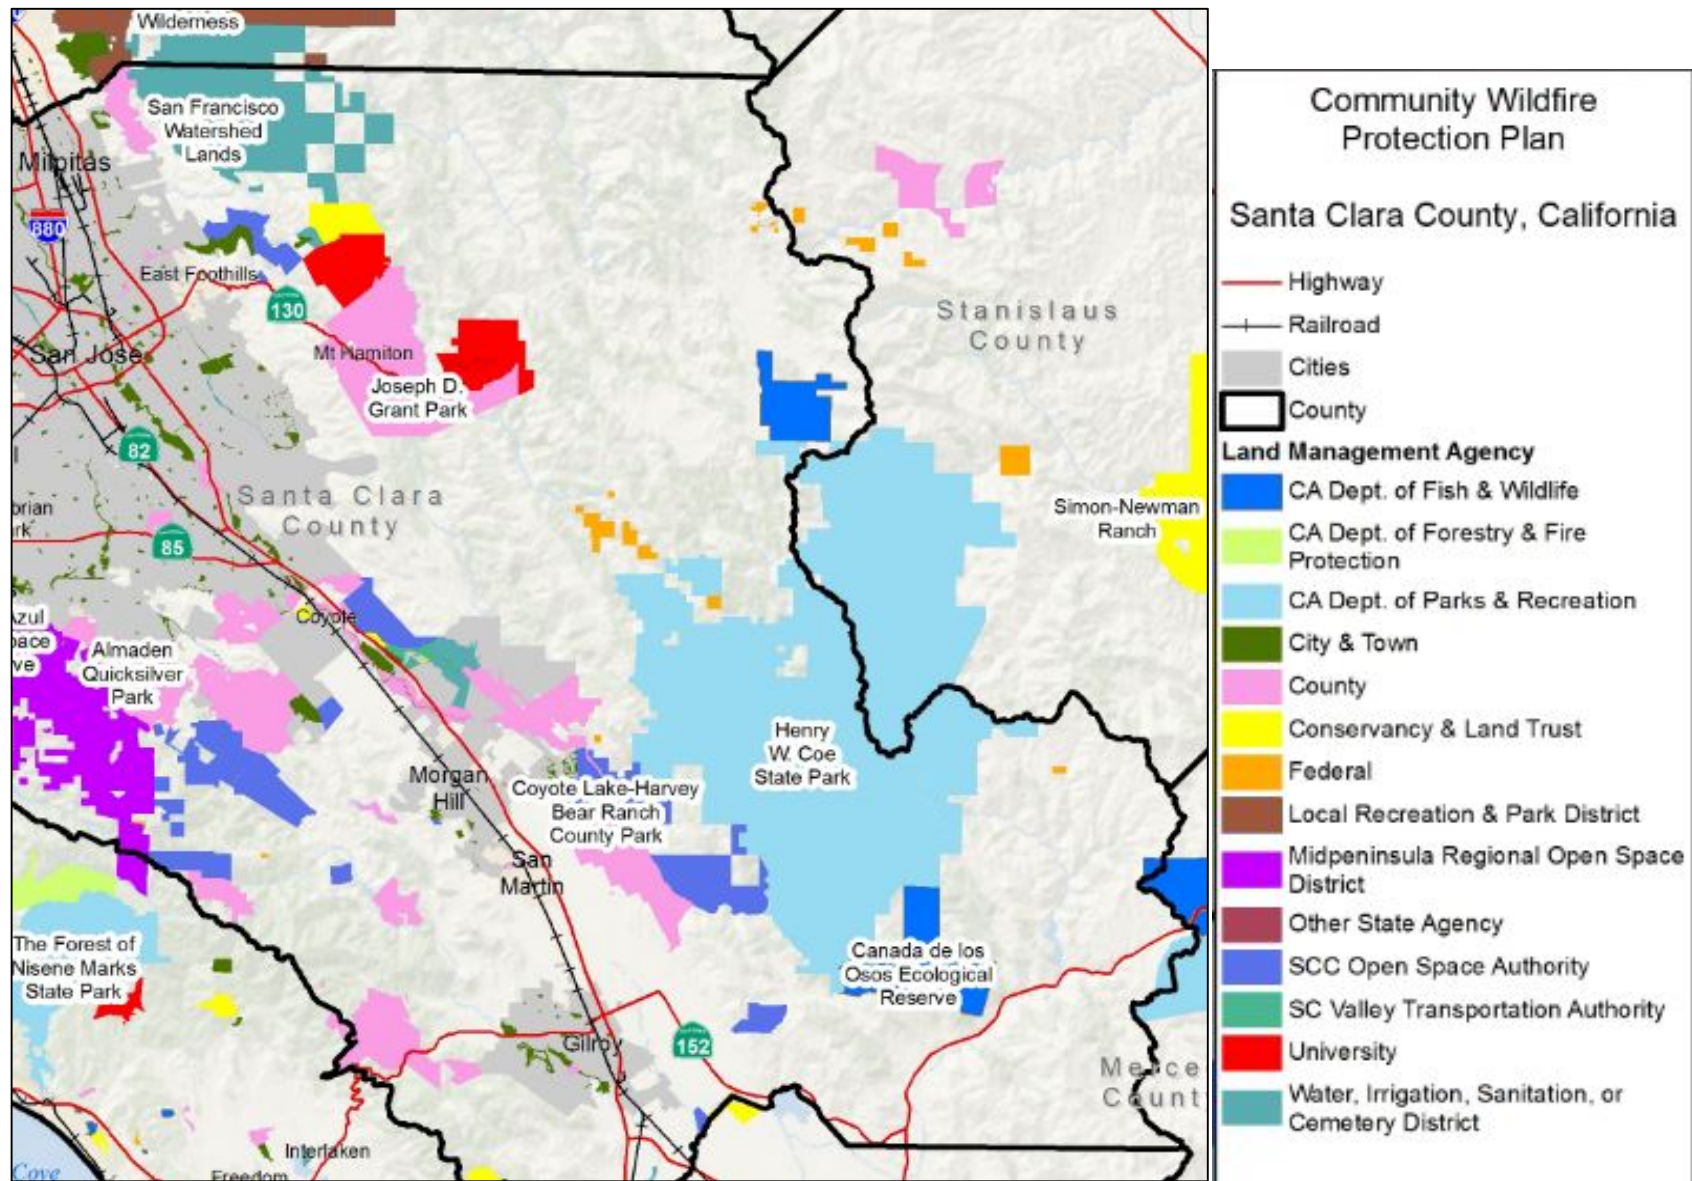 Wilderness
San Francisco
Watershed
Lands
Milpitas
880
East Foothills
130
San Jose
Mt Hamilton
Joseph D.
Grant Park
Stanislaus
County
82
Santa Clara
County
85
Simon-Newman
Ranch
Coyote
Almaden
Quicksilver
Park
Henry
W. Coe
State Park
Morgan
Hill
Coyote Lake-Harvey
Bear Ranch
County Park
San
Martin
The Forest of
Nisene Marks
State Park
Canada de los
Osos Ecological
Reserve
Gilroy
152
Merce
Count
Interlaken
Freedom
Cove
Community Wildfire
Protection Plan
Santa Clara County, California
Highway
Railroad
Cities
County
Land Management Agency
CA Dept. of Fish & Wildlife
CA Dept. of Forestry & Fire
Protection
CA Dept. of Parks & Recreation
City & Town
County
Conservancy & Land Trust
Federal
Local Recreation & Park District
Midpeninsula Regional Open Space
District
Other State Agency
SCC Open Space Authority
SC Valley Transportation Authority
University
Water, Irrigation, Sanitation, or
Cemetery District